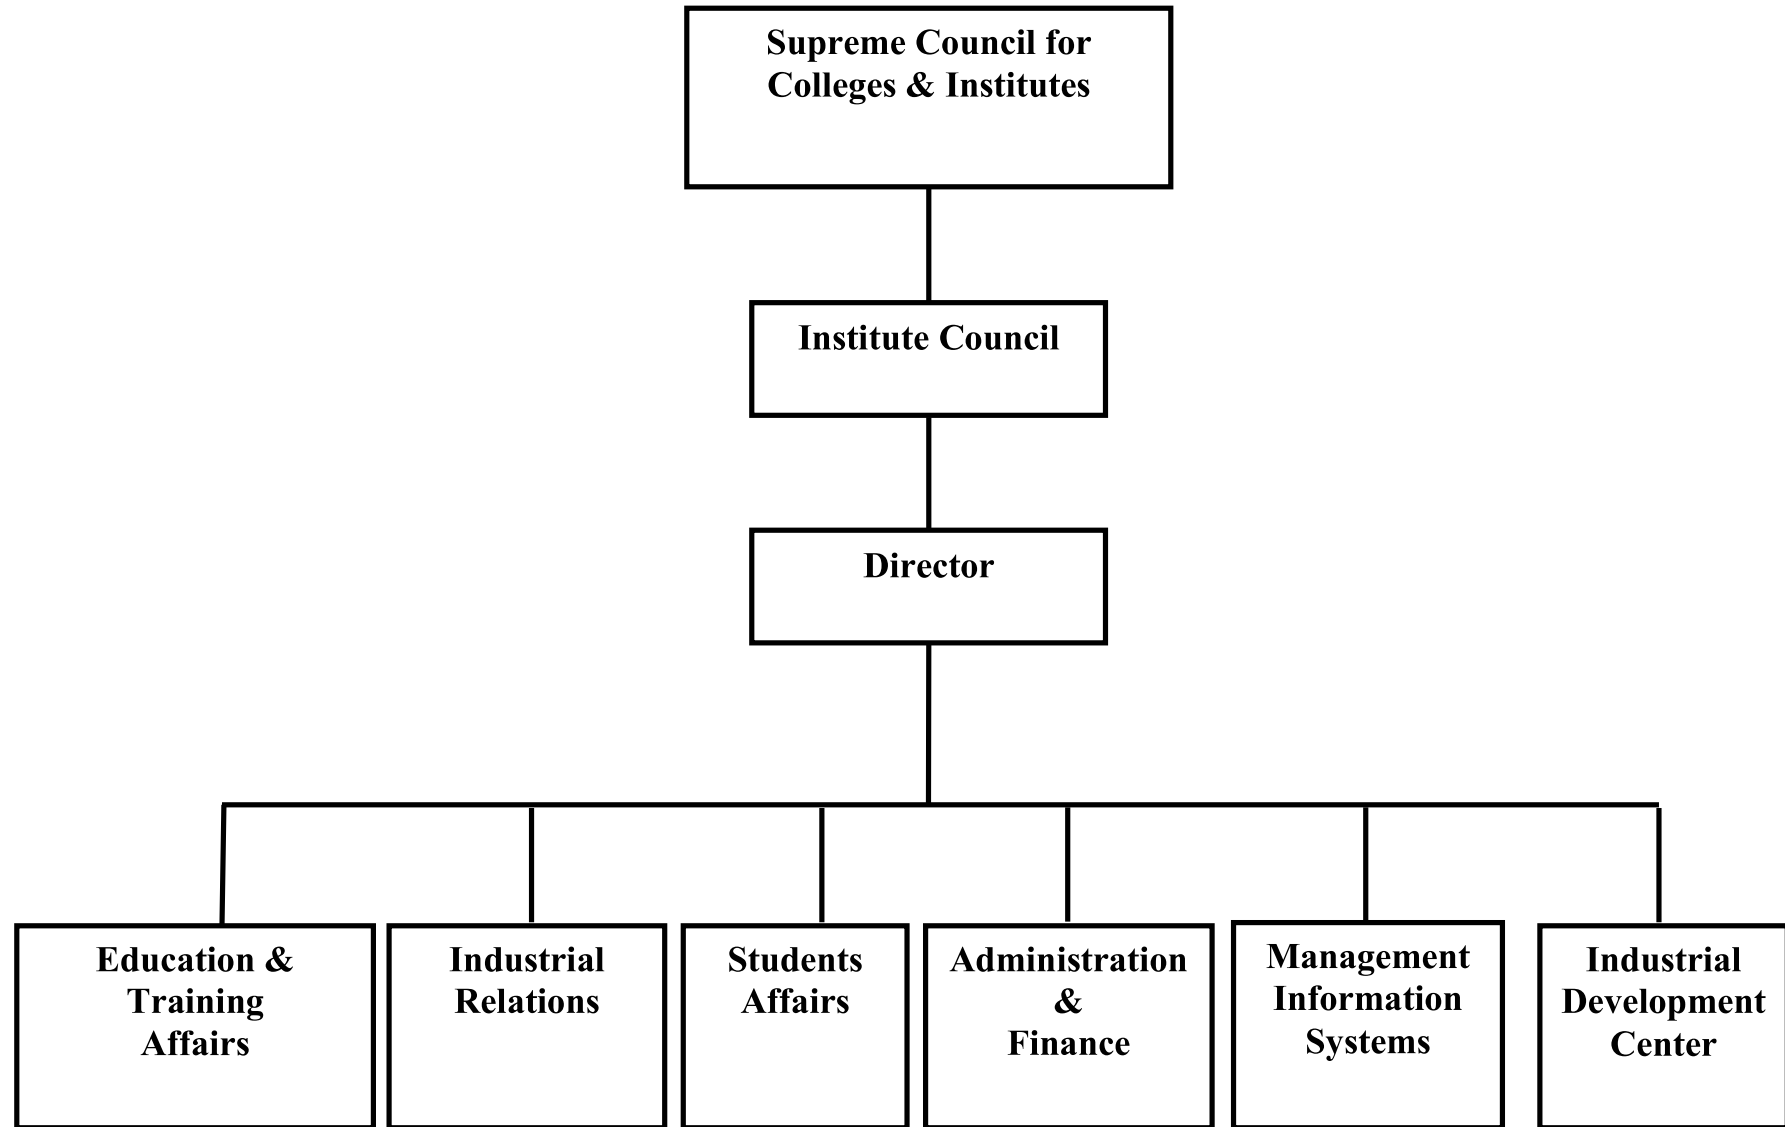 Supreme Council for
Colleges & Institutes
Institute Council
Director
Education &
Training
Affairs
Industrial
Relations
Students
Affairs
Administration
&
Finance
Management
Information
Systems
Industrial
Development
Center